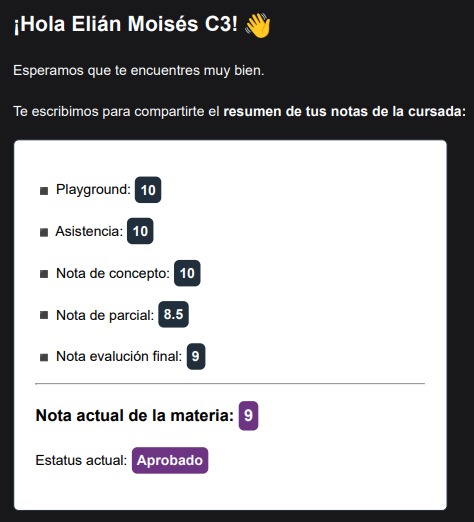 ¡Hola Elián Moisés C3! 👋
Esperamos que te encuentres muy bien.
Te escribimos para compartirte el resumen de tus notas de la cursada:
▪ Playground: 10
▪ Asistencia: 10
▪ Nota de concepto: 10
▪ Nota de parcial: 8.5
▪ Nota evalución final: 9
Nota actual de la materia: 9
Estatus actual: Aprobado